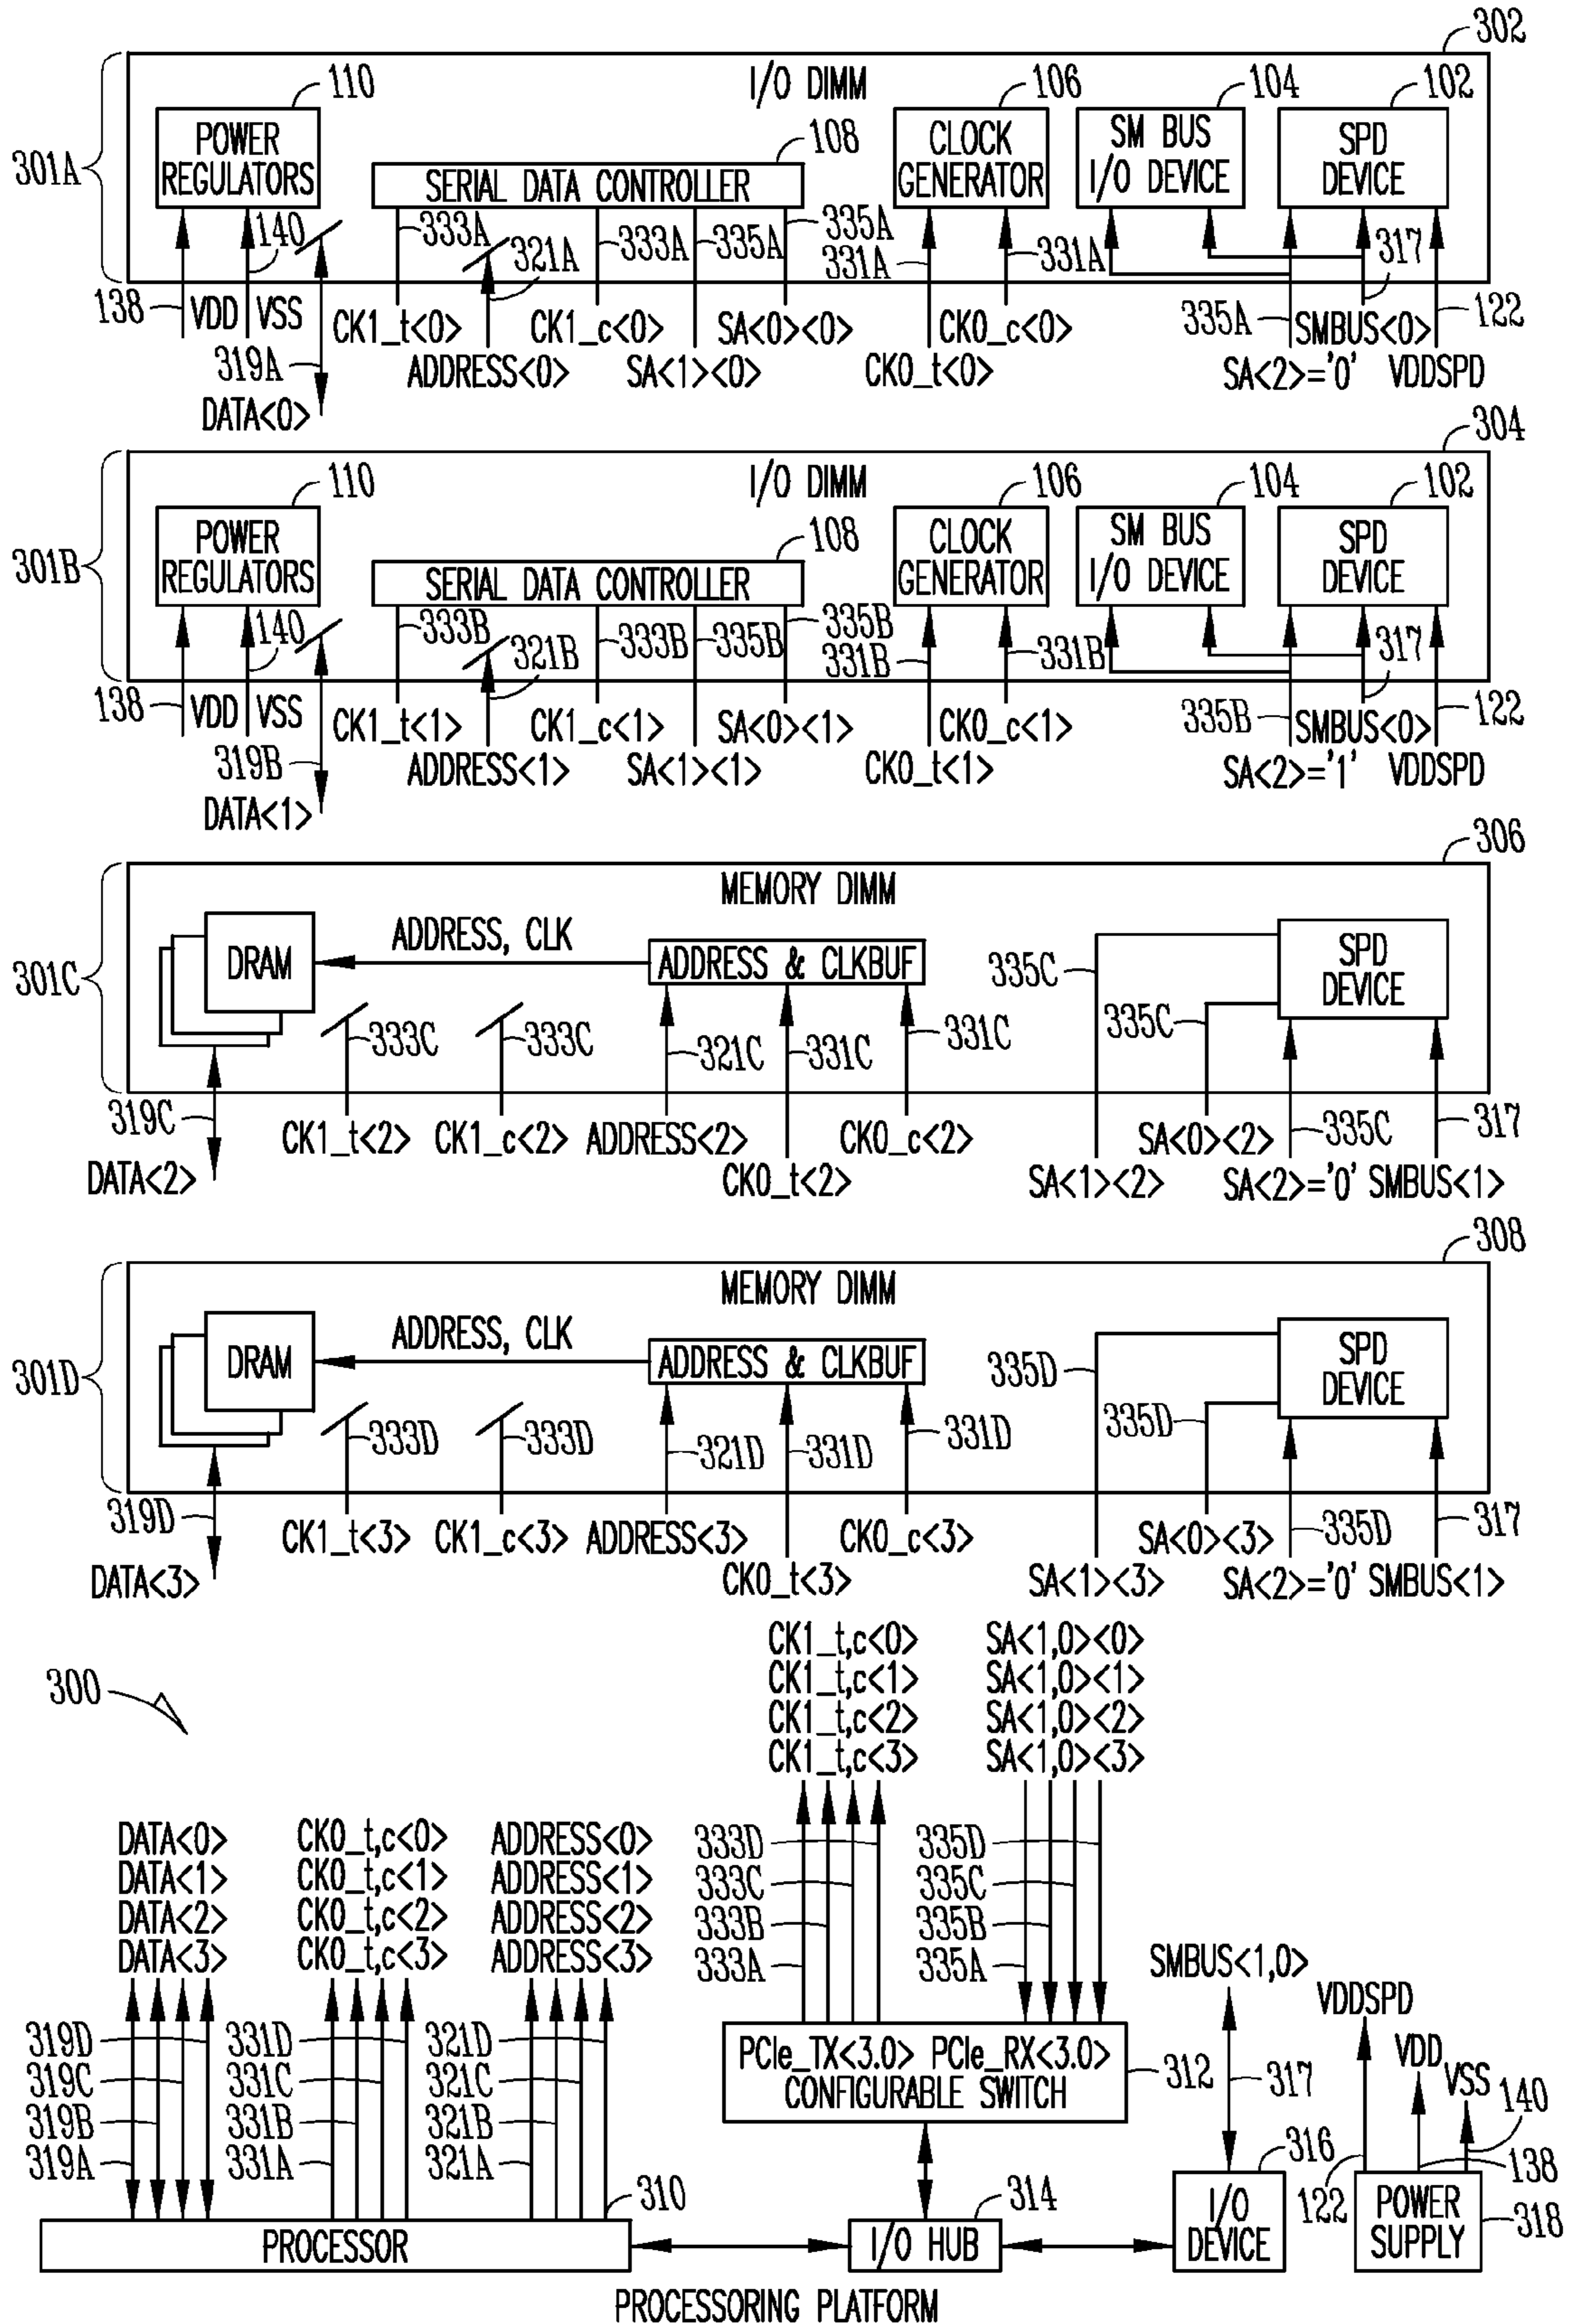 302
I/O DIMM
110
106
104
102
POWER
REGULATORS
108
CLOCK
GENERATOR
SM BUS
I/O DEVICE
SPD
DEVICE
301A
SERIAL DATA CONTROLLER
140
333A
321A
333A
335A
335A
331A
331A
317
138
VDD
VSS
CK1_t<0>
CK1_c<0>
SA<0><0>
CK0_c<0>
335A
SMBUS<0>
122
319A
ADDRESS<0>
SA<1><0>
CK0_t<0>
SA<2>='0'
VDDSPD
DATA<0>
304
I/O DIMM
110
106
104
102
POWER
REGULATORS
108
CLOCK
GENERATOR
SM BUS
I/O DEVICE
SPD
DEVICE
301B
SERIAL DATA CONTROLLER
140
333B
321B
333B
335B
335B
331B
331B
317
138
VDD
VSS
CK1_t<1>
CK1_c<1>
SA<0><1>
CK0_c<1>
335B
SMBUS<0>
122
319B
ADDRESS<1>
SA<1><1>
CK0_t<1>
SA<2>='1'
VDDSPD
DATA<1>
306
MEMORY DIMM
301C
DRAM
ADDRESS, CLK
ADDRESS & CLKBUF
335C
SPD
DEVICE
333C
333C
321C
331C
331C
335C
319C
CK1_t<2>
CK1_c<2>
ADDRESS<2>
CK0_c<2>
SA<0><2>
335C
317
DATA<2>
CK0_t<2>
SA<1><2>
SA<2>='0'
SMBUS<1>
308
MEMORY DIMM
301D
DRAM
ADDRESS, CLK
ADDRESS & CLKBUF
335D
SPD
DEVICE
333D
333D
321D
331D
331D
335D
319D
CK1_t<3>
CK1_c<3>
ADDRESS<3>
CK0_c<3>
SA<0><3>
335D
317
DATA<3>
CK0_t<3>
SA<1><3>
SA<2>='0'
SMBUS<1>
300
CK1_t,c<0>
CK1_t,c<1>
CK1_t,c<2>
CK1_t,c<3>
SA<1,0><0>
SA<1,0><1>
SA<1,0><2>
SA<1,0><3>
DATA<0>
DATA<1>
DATA<2>
DATA<3>
CK0_t,c<0>
CK0_t,c<1>
CK0_t,c<2>
CK0_t,c<3>
ADDRESS<0>
ADDRESS<1>
ADDRESS<2>
ADDRESS<3>
333D
333C
333B
333A
335D
335C
335B
335A
SMBUS<1,0>
VDDSPD
VDD
VSS
319D
319C
319B
319A
331D
331C
331B
331A
321D
321C
321B
321A
PCIe_TX<3.0> PCIe_RX<3.0>
CONFIGURABLE SWITCH
312
317
140
138
122
310
314
316
PROCESSOR
I/O HUB
I/O
DEVICE
POWER
SUPPLY
318
PROCESSORING PLATFORM